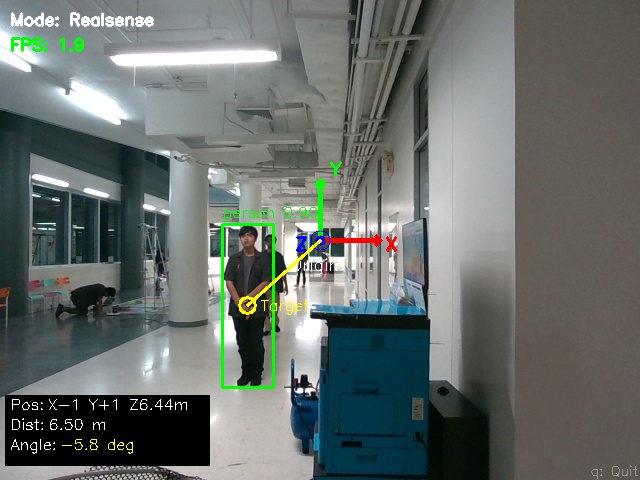 Mode: Realsense
FPS: 1.9
Y
Z
X
Origin
Target
Pos: X-1 Y+1 Z6.44m
Dist: 6.50 m
Angle: -5.8 deg
q: Quit